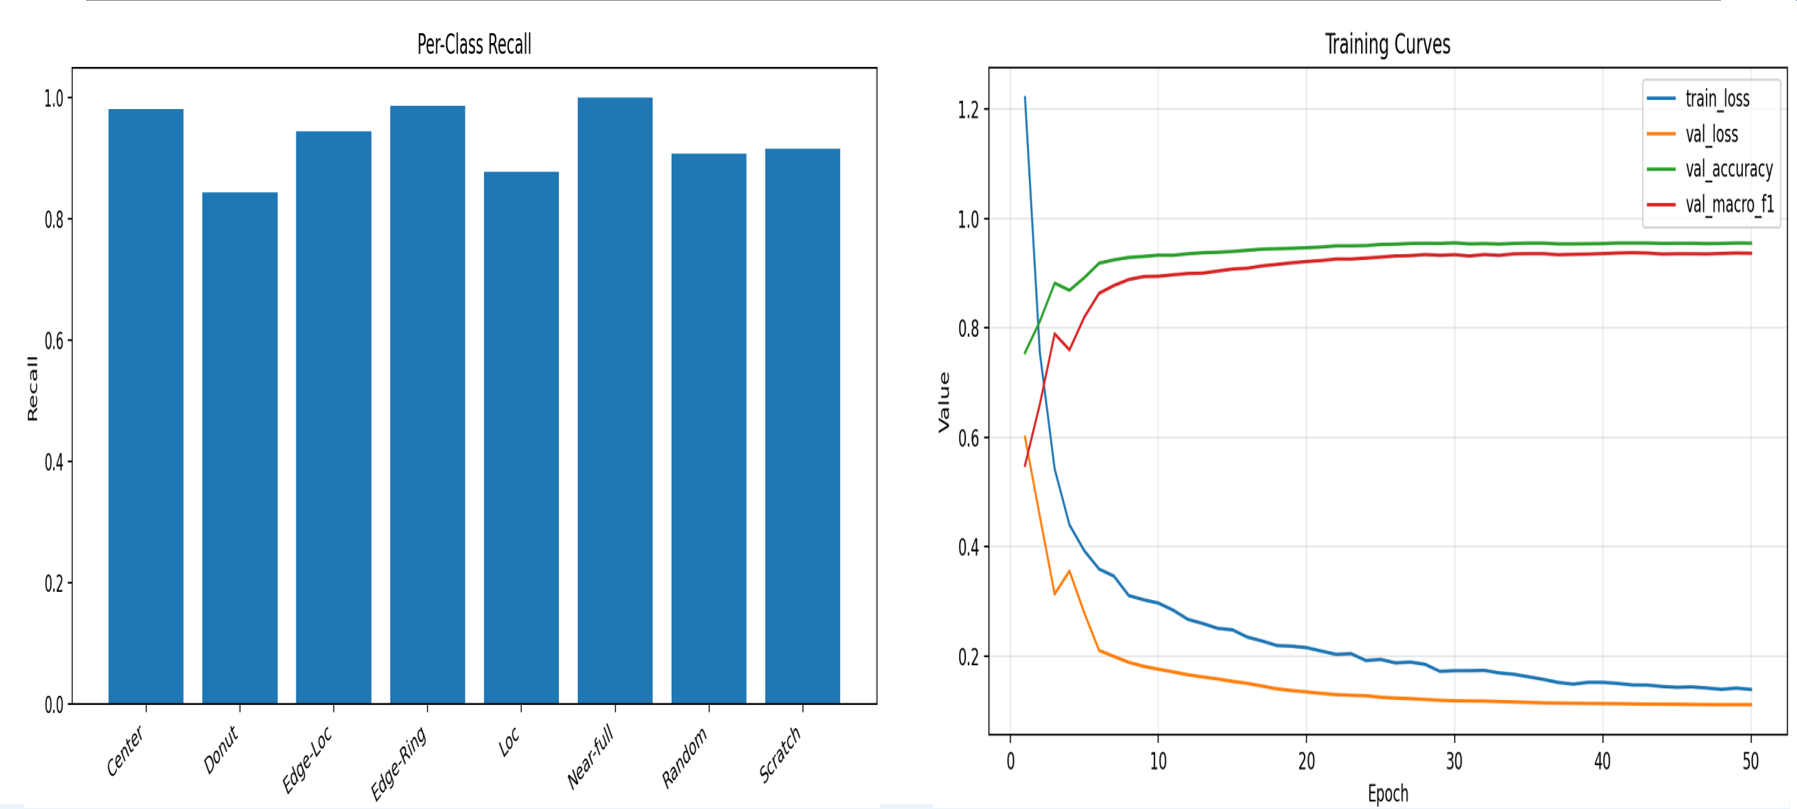 Per-Class Recall
1.0
0.8
0.6
0.4
0.2
0.0
Recall
Center
Donut
Edge-Loc
Edge-Ring
Loc
Near-full
Random
Scratch
Training Curves
train_loss
val_loss
val_accuracy
val_macro_f1
1.2
1.0
0.8
0.6
0.4
0.2
Value
0 10 20 30 40 50
Epoch